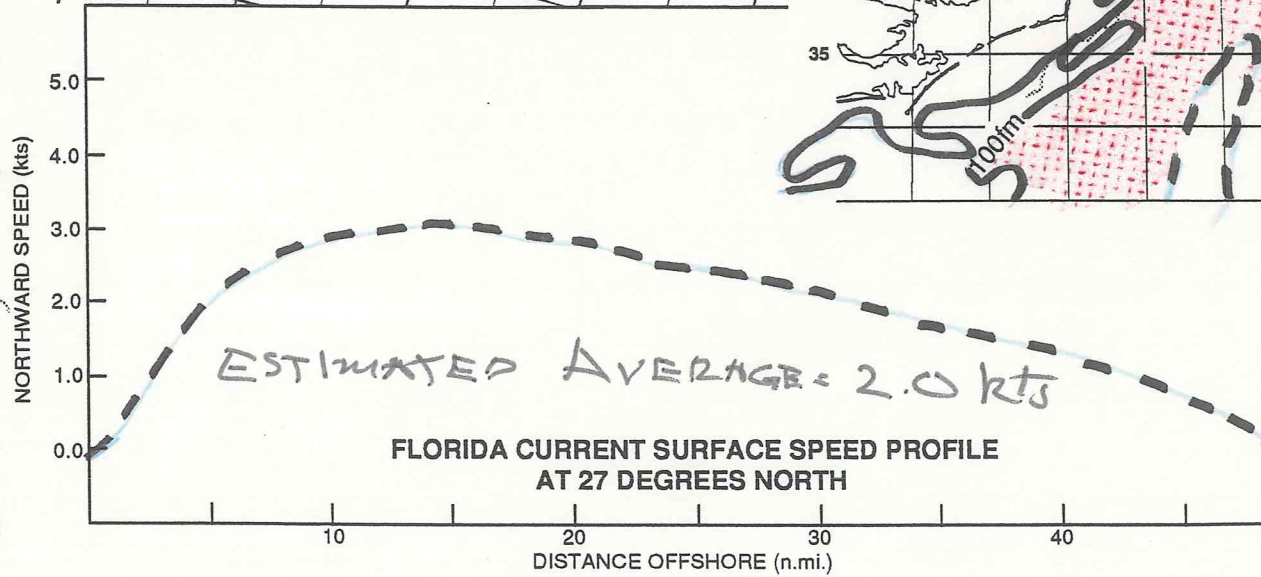 35
100fm
NORTHWARD SPEED (kts)
5.0
4.0
3.0
2.0
1.0
0.0
ESTIMATED AVERAGE = 2.0 kts
FLORIDA CURRENT SURFACE SPEED PROFILE
AT 27 DEGREES NORTH
10 20 30 40
DISTANCE OFFSHORE (n.mi.)